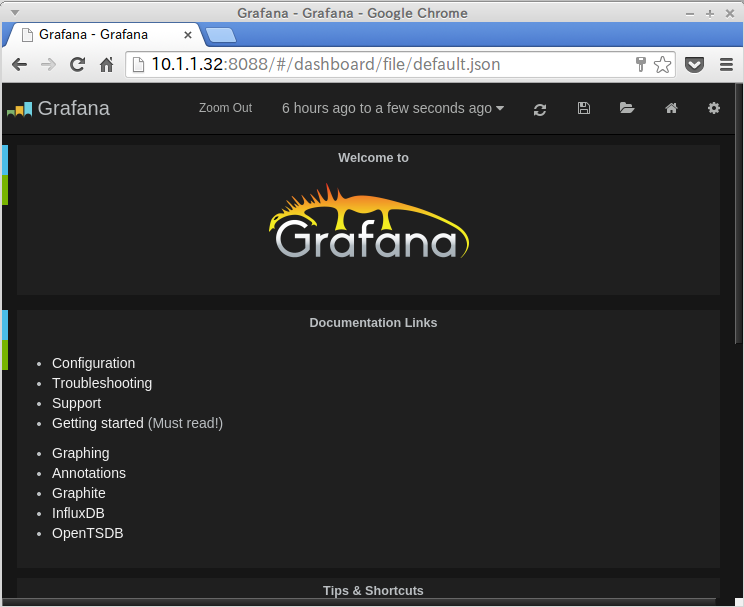 Grafana - Grafana - Google Chrome
Grafana - Grafana
10.1.1.32:8088/#/dashboard/file/default.json
Grafana Zoom Out 6 hours ago to a few seconds ago
Welcome to
Grafana
Documentation Links
Configuration
Troubleshooting
Support
Getting started (Must read!)
Graphing
Annotations
Graphite
InfluxDB
OpenTSDB
Tips & Shortcuts